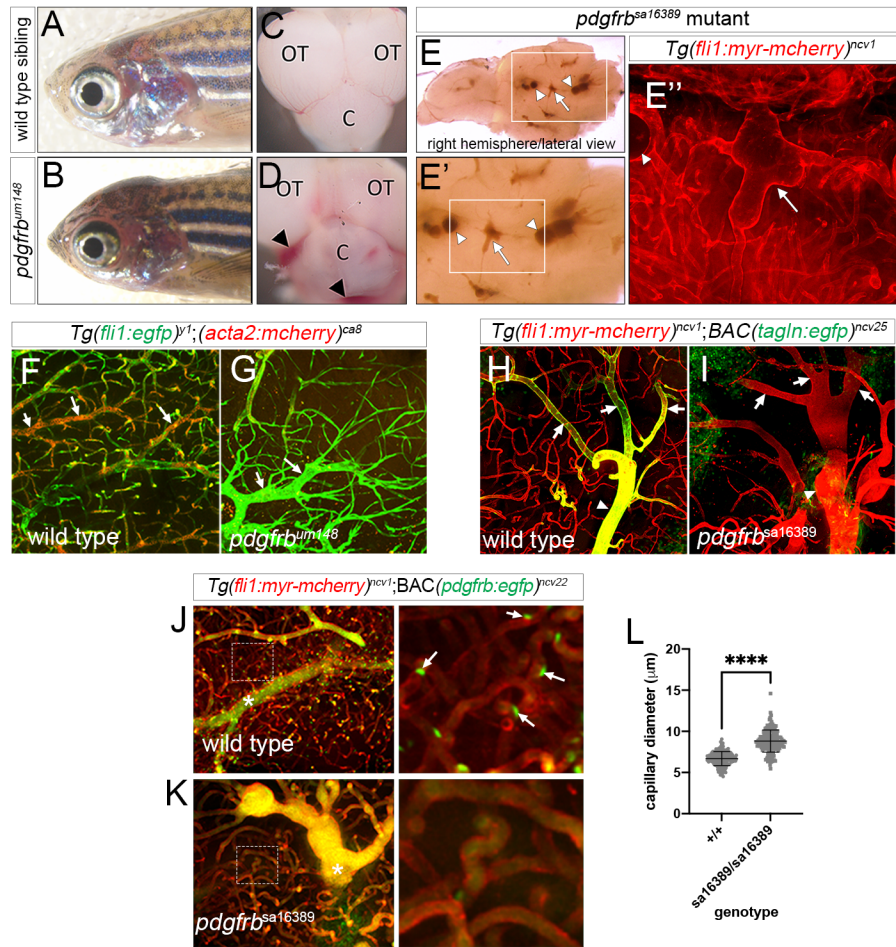 wild type sibling
A
C
OT
OT
C
pdgfrb^sa16389 mutant
E
right hemisphere/lateral view
Tg(fli1:myr-mcherry)^ncv1
E''
pdgfrb^um148
B
D
OT
OT
C
E'
Tg(fli1:egfp)^y1;(acta2:mcherry)^ca8
F
wild type
G
pdgfrb^um148
Tg(fli1:myr-mcherry)^ncv1;BAC(tagln:egfp)^ncv25
H
wild type
I
pdgfrb^sa16389
Tg(fli1:myr-mcherry)^ncv1;BAC(pdgfrb:egfp)^ncv22
J
*
wild type
K
*
pdgfrb^sa16389
L
****
capillary diameter (µm)
20
15
10
5
0
+/+
sa16389/sa16389
genotype